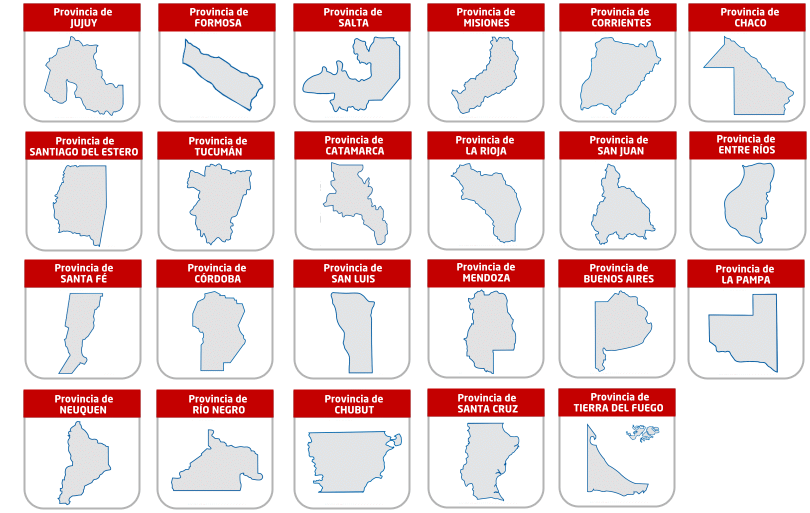 Provincia de
JUJUY
Provincia de
FORMOSA
Provincia de
SALTA
Provincia de
MISIONES
Provincia de
CORRIENTES
Provincia de
CHACO
Provincia de
SANTIAGO DEL ESTERO
Provincia de
TUCUMÁN
Provincia de
CATAMARCA
Provincia de
LA RIOJA
Provincia de
SAN JUAN
Provincia de
ENTRE RÍOS
Provincia de
SANTA FÉ
Provincia de
CÓRDOBA
Provincia de
SAN LUIS
Provincia de
MENDOZA
Provincia de
BUENOS AIRES
Provincia de
LA PAMPA
Provincia de
NEUQUEN
Provincia de
RÍO NEGRO
Provincia de
CHUBUT
Provincia de
SANTA CRUZ
Provincia de
TIERRA DEL FUEGO